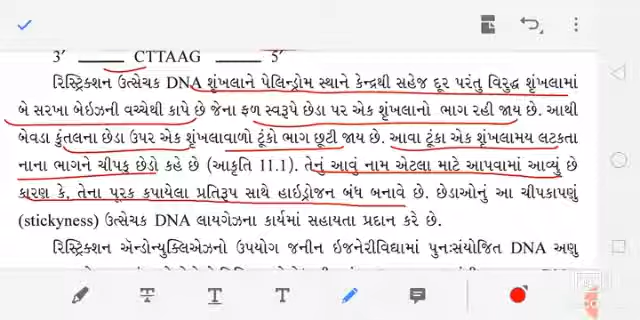 3′ _____ CTTAAG _____ 5′
રિસ્ટ્રિક્શન ઉત્સેચક DNA શૃંખલાને પેલિન્ડ્રોમ સ્થાને કેન્દ્રથી સહેજ દૂર પરંતુ વિરુદ્ધ શૃંખલામાં
બે સરખા બેઇઝની વચ્ચેથી કાપે છે જેના ફળ સ્વરૂપે છેડા પર એક શૃંખલાનો ભાગ રહી જાય છે. આથી
બેવડા કુંતલના છેડા ઉપર એક શૃંખલાવાળો ટૂંકો ભાગ છૂટી જાય છે. આવા ટૂંકા એક શૃંખલામય લટકતા
નાના ભાગને ચીપકુ છેડો કહે છે (આકૃતિ 11.1). તેનું આવું નામ એટલા માટે આપવામાં આવ્યું છે
કારણ કે, તેના પૂરક કપાયેલા પ્રતિરૂપ સાથે હાઇડ્રોજન બંધ બનાવે છે. છેડાઓનું આ ચીપકાપણું
(stickyness) ઉત્સેચક DNA લાયગેઝના કાર્યમાં સહાયતા પ્રદાન કરે છે.
રિસ્ટ્રિક્શન ઍન્ડોન્યુક્લિએઝનો ઉપયોગ જનીન ઇજનેરીવિદ્યામાં પુનઃસંયોજિત DNA અણુ